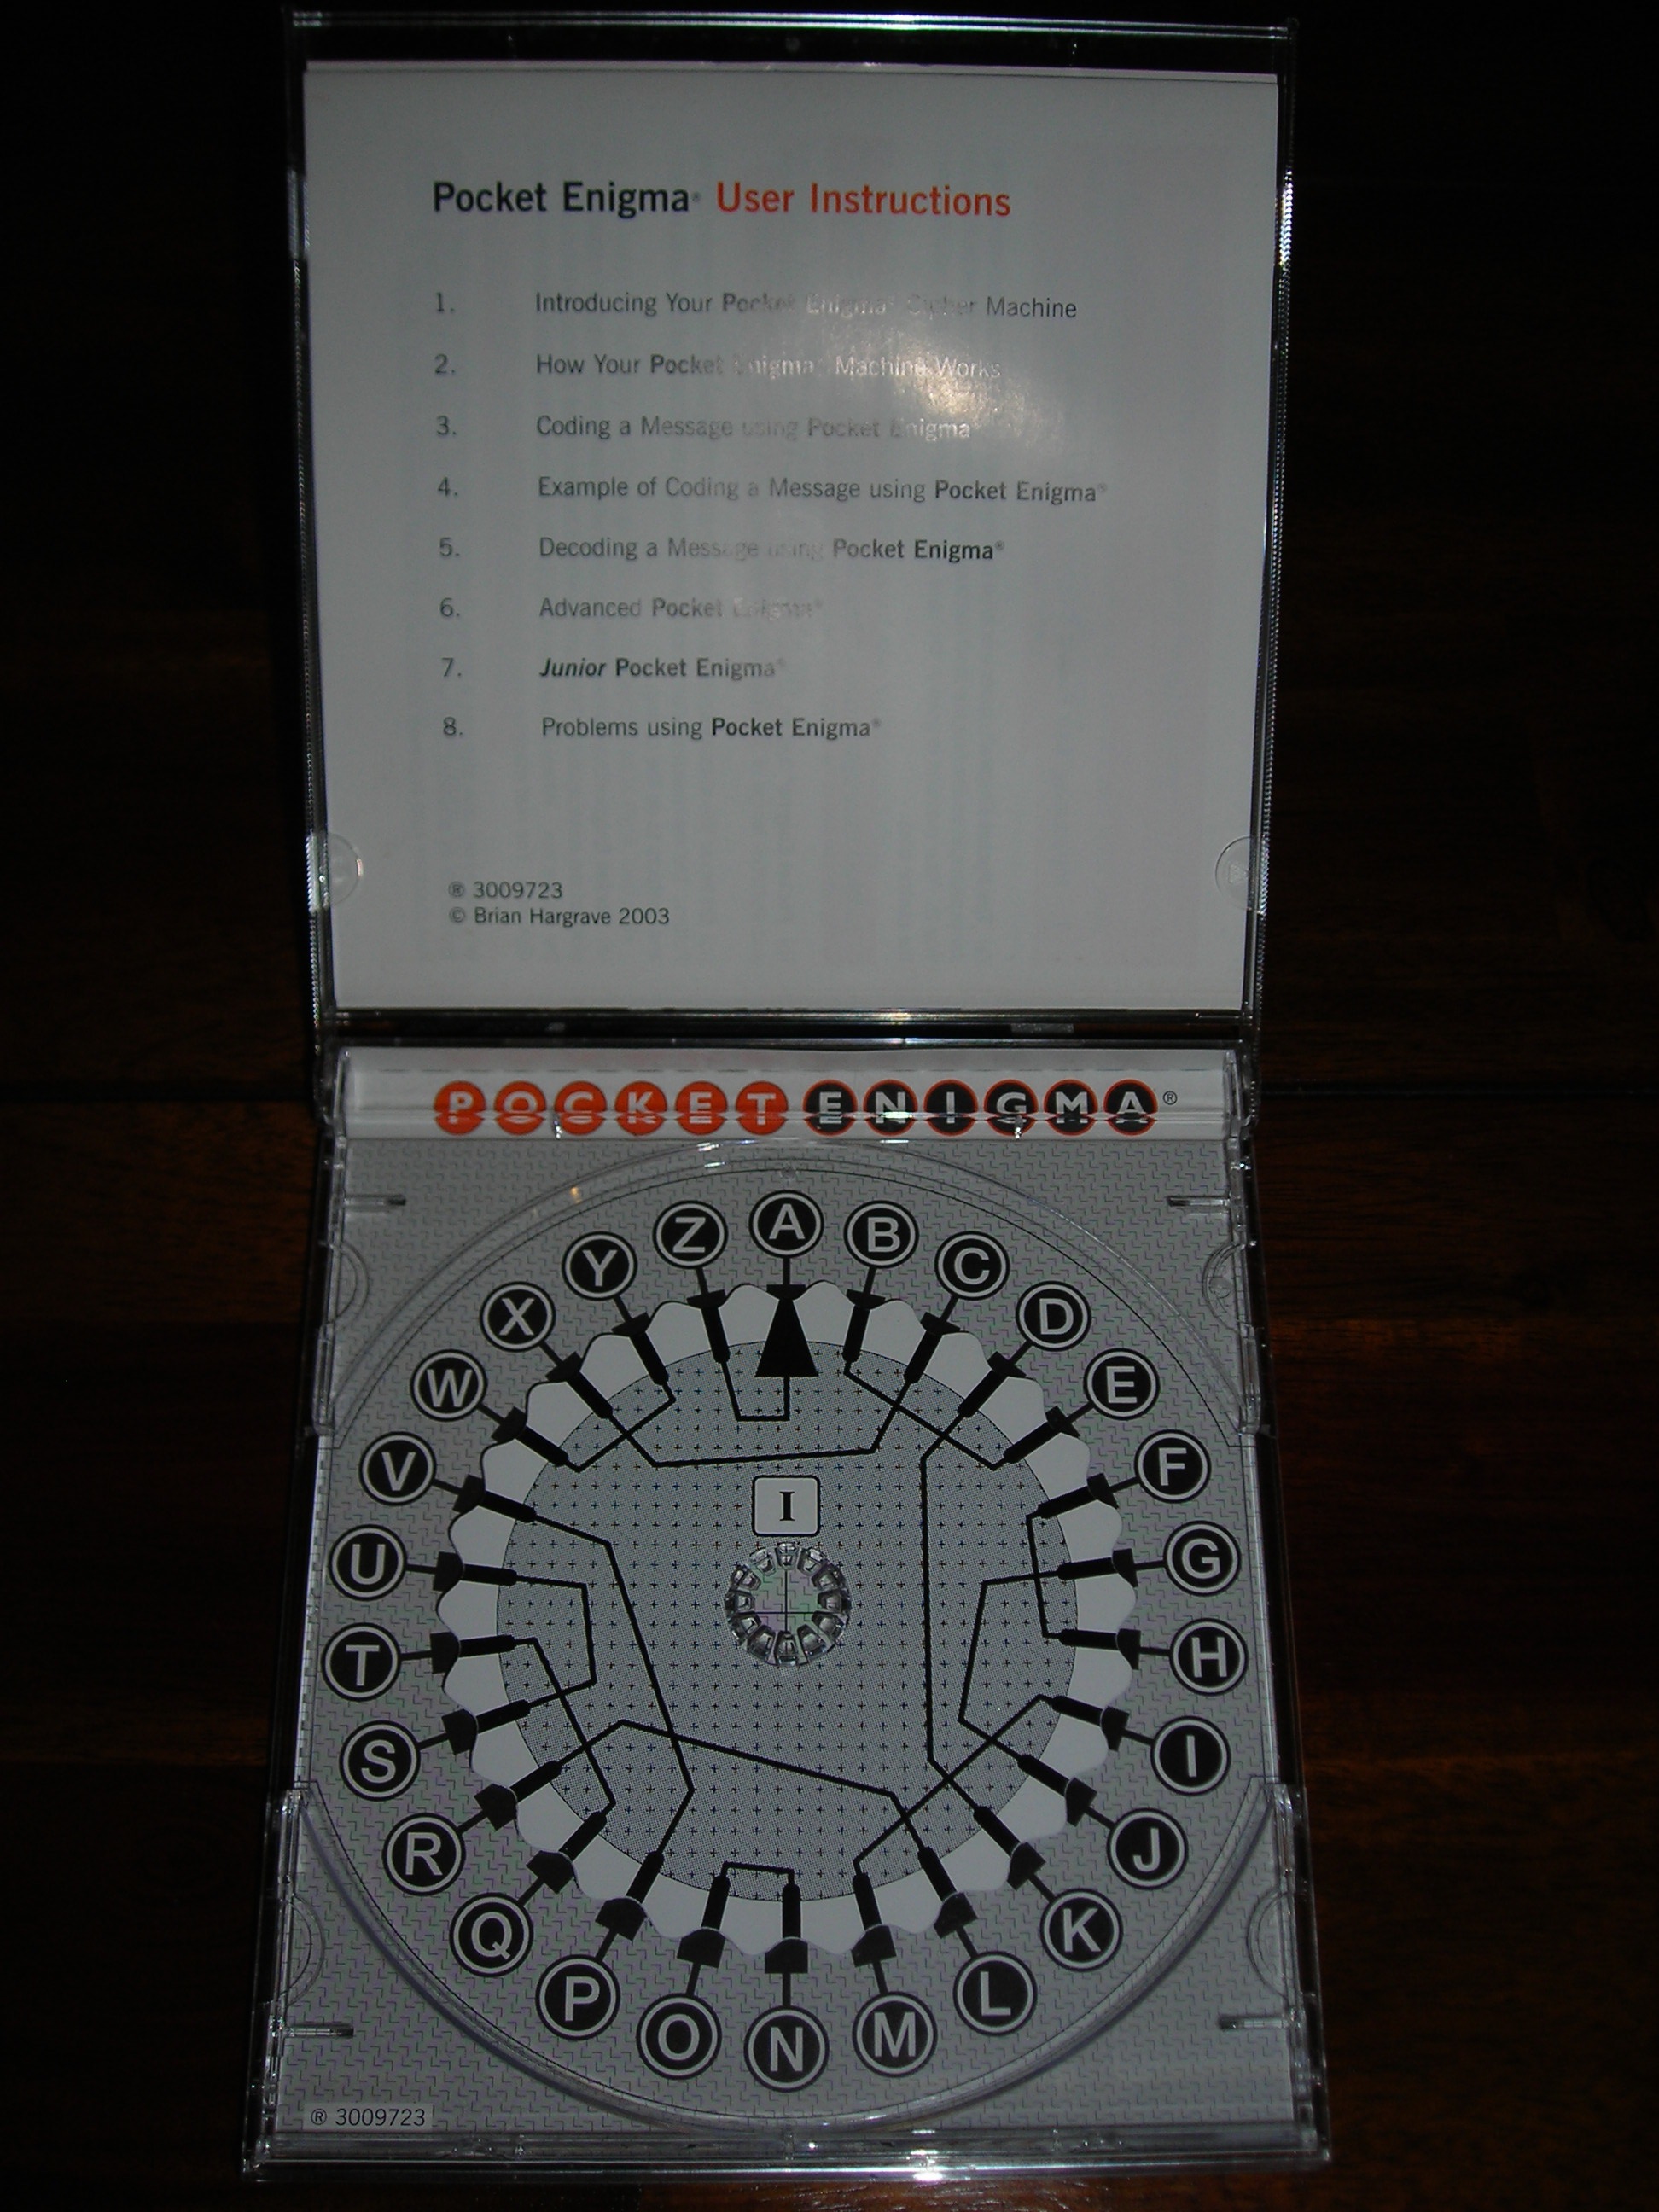 Pocket Enigma® User Instructions
1. Introducing Your Pocket Enigma® Cipher Machine
2. How Your Pocket Enigma® Machine Works
3. Coding a Message using Pocket Enigma®
4. Example of Coding a Message using Pocket Enigma®
5. Decoding a Message using Pocket Enigma®
6. Advanced Pocket Enigma®
7. Junior Pocket Enigma®
8. Problems using Pocket Enigma®
® 3009723
© Brian Hargrave 2003
POCKET ENIGMA®
A
B
C
D
E
F
G
H
I
J
K
L
M
N
O
P
Q
R
S
T
U
V
W
X
Y
Z
I
® 3009723